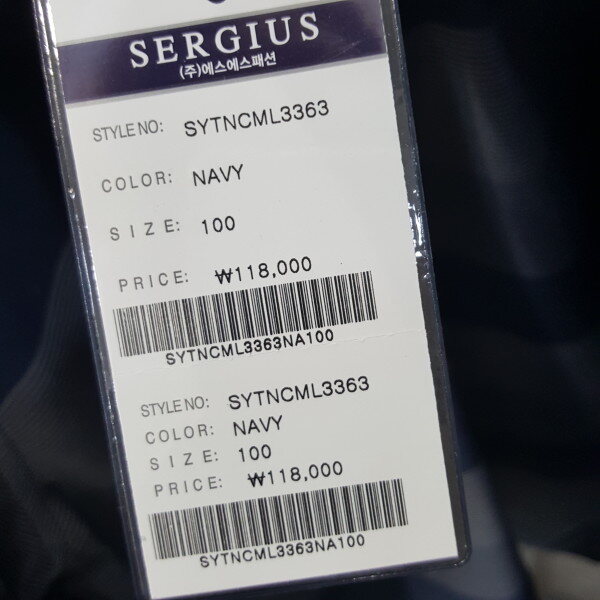 SERGIUS
(주)에스에스패션
STYLE NO: SYTNCML3363
COLOR: NAVY
SIZE: 100
PRICE: ₩118,000
SYTNCML3363NA100
STYLE NO: SYTNCML3363
COLOR: NAVY
SIZE: 100
PRICE: ₩118,000
SYTNCML3363NA100